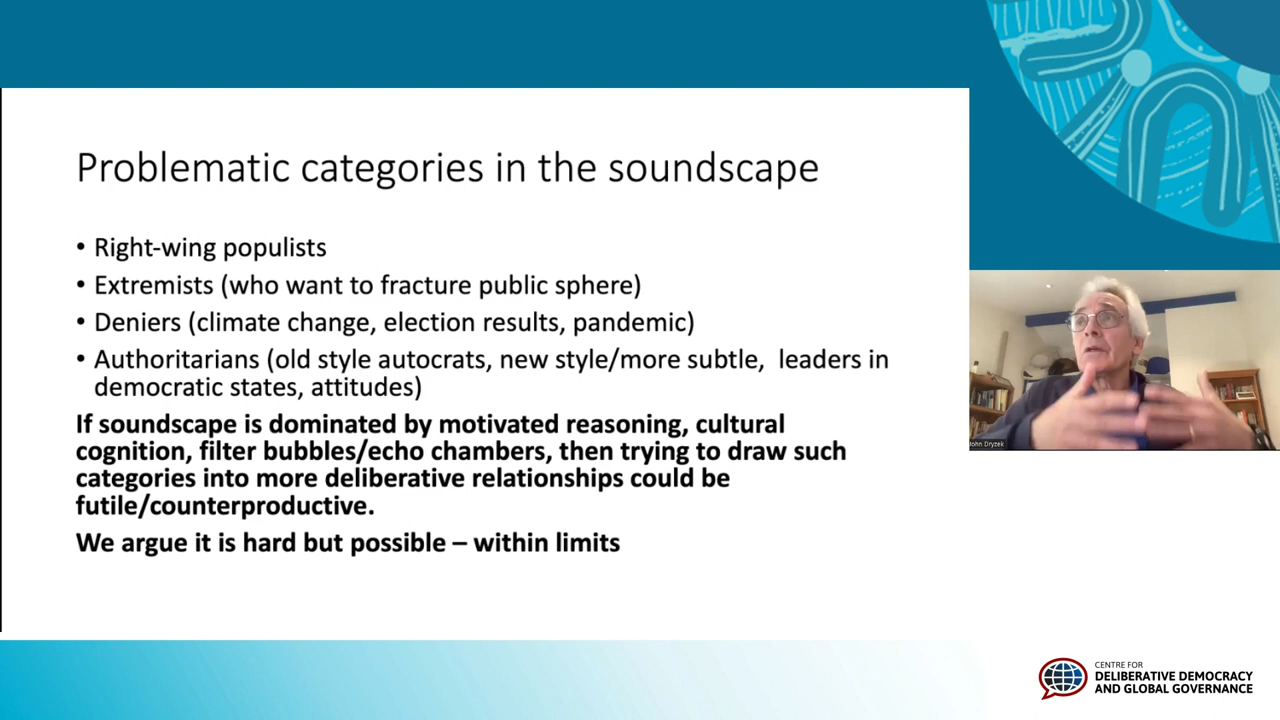 Problematic categories in the soundscape
• Right-wing populists
• Extremists (who want to fracture public sphere)
• Deniers (climate change, election results, pandemic)
• Authoritarians (old style autocrats, new style/more subtle,  leaders in
democratic states, attitudes)
If soundscape is dominated by motivated reasoning, cultural
cognition, filter bubbles/echo chambers, then trying to draw such
categories into more deliberative relationships could be
futile/counterproductive.
We argue it is hard but possible – within limits
John Dryzek
CENTRE FOR
DELIBERATIVE DEMOCRACY
AND GLOBAL GOVERNANCE